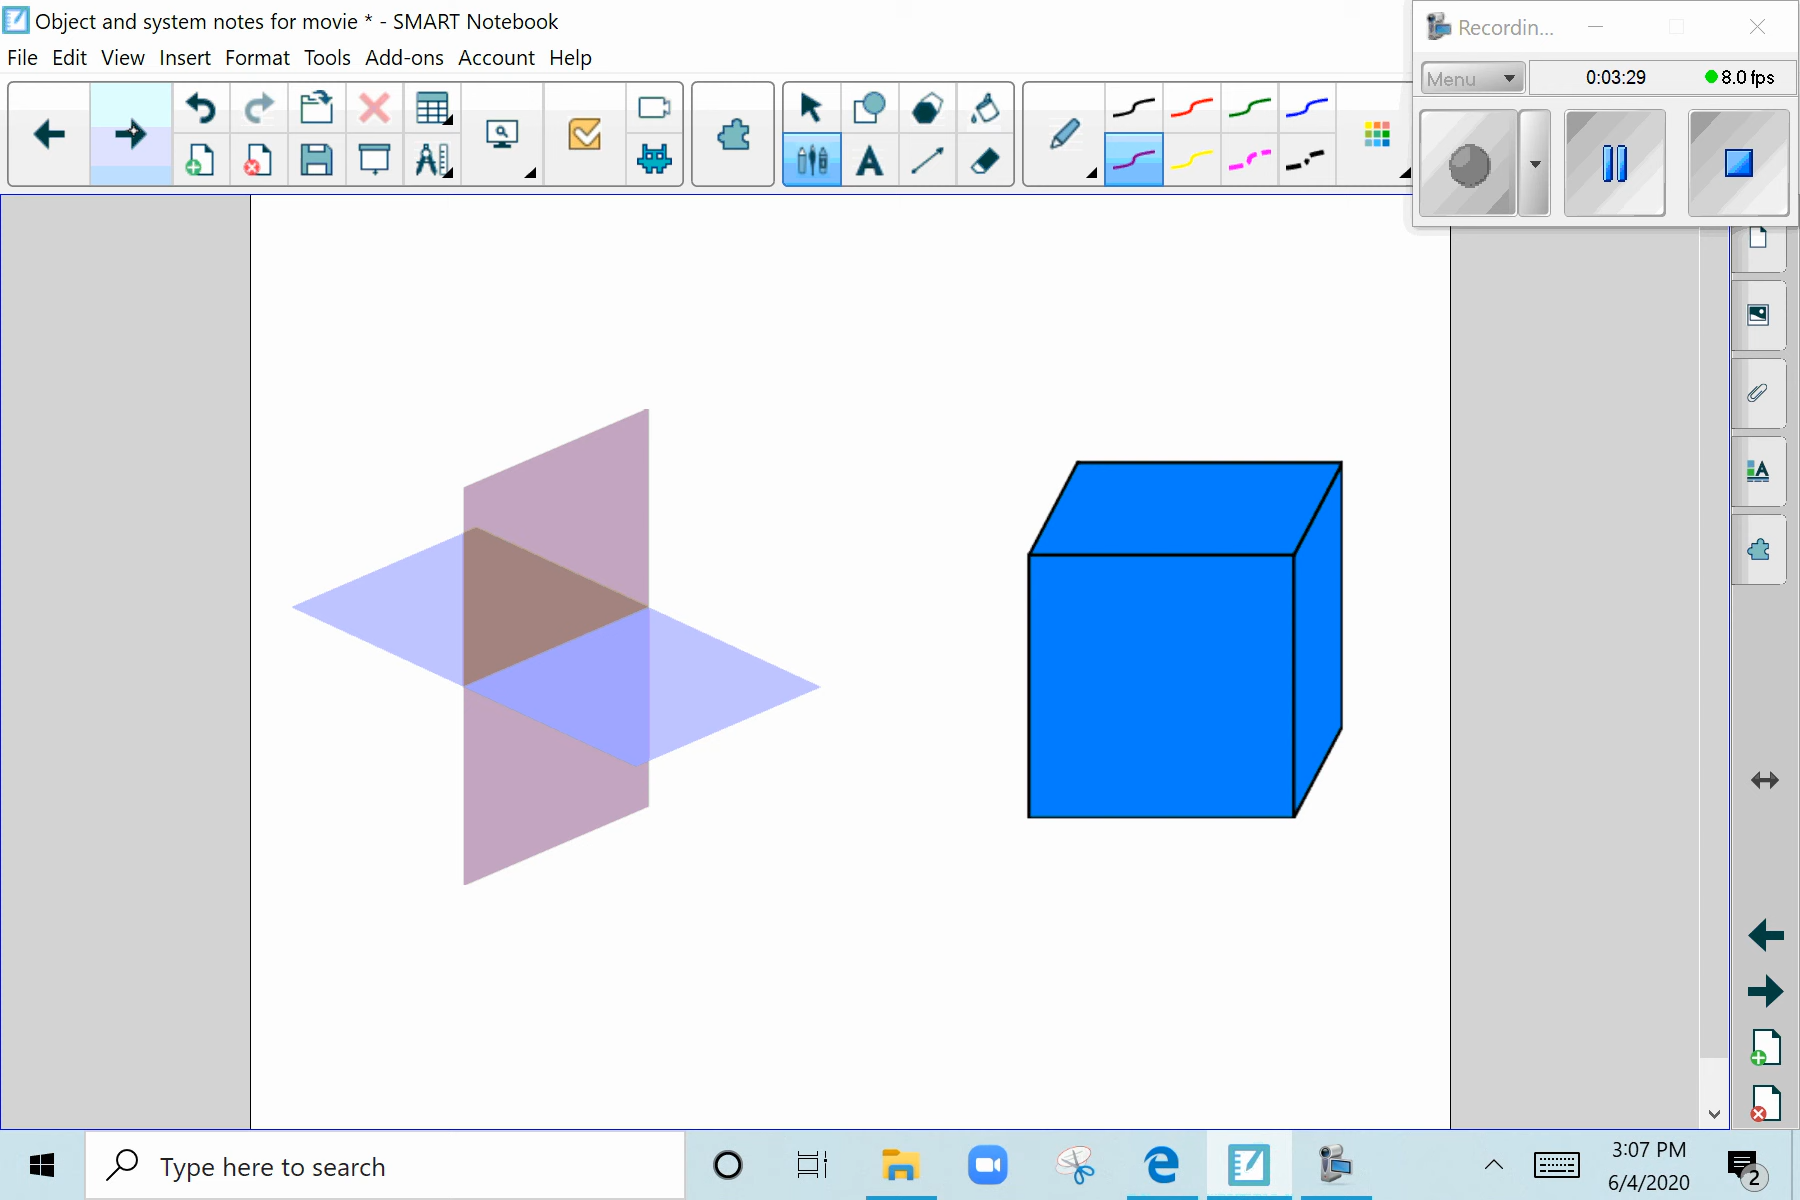 Object and system notes for movie * - SMART Notebook
File Edit View Insert Format Tools Add-ons Account Help
Recordin...
Menu
0:03:29
8.0 fps
A
A
Type here to search
3:07 PM
6/4/2020
2